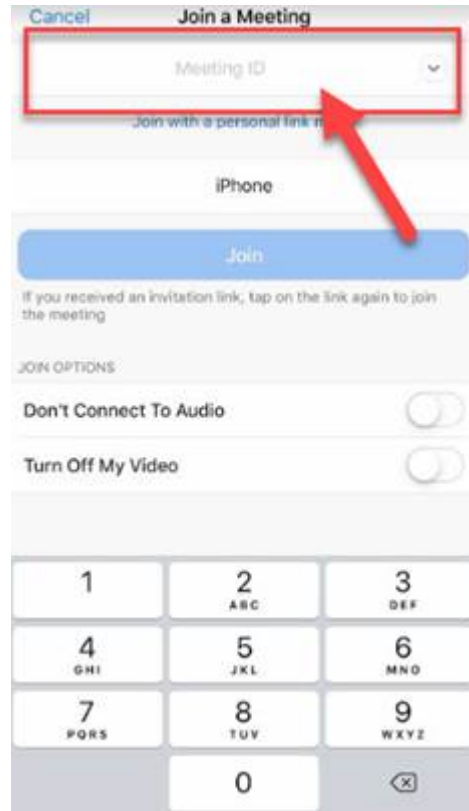 Cancel Join a Meeting
Meeting ID
Join with a personal link
iPhone
Join
If you received an invitation link, tap on the link again to join
the meeting
JOIN OPTIONS
Don't Connect To Audio
Turn Off My Video
1 2 3
ABC DEF
4 5 6
GHI JKL MNO
7 8 9
PQRS TUV WXYZ
0